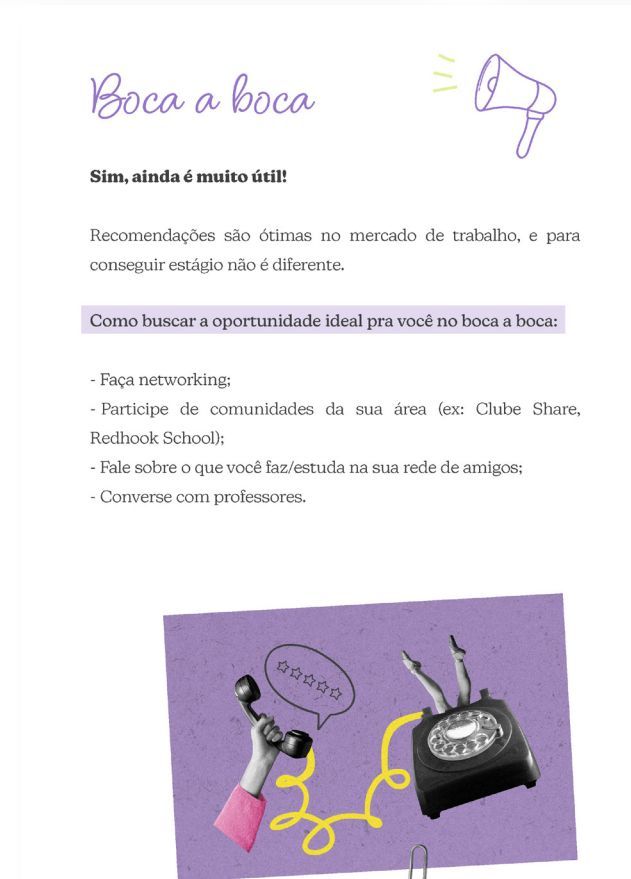 Boca a boca
Sim, ainda é muito útil!
Recomendações são ótimas no mercado de trabalho, e para
conseguir estágio não é diferente.
Como buscar a oportunidade ideal pra você no boca a boca:
- Faça networking;
- Participe de comunidades da sua área (ex: Clube Share,
Redhook School);
- Fale sobre o que você faz/estuda na sua rede de amigos;
- Converse com professores.